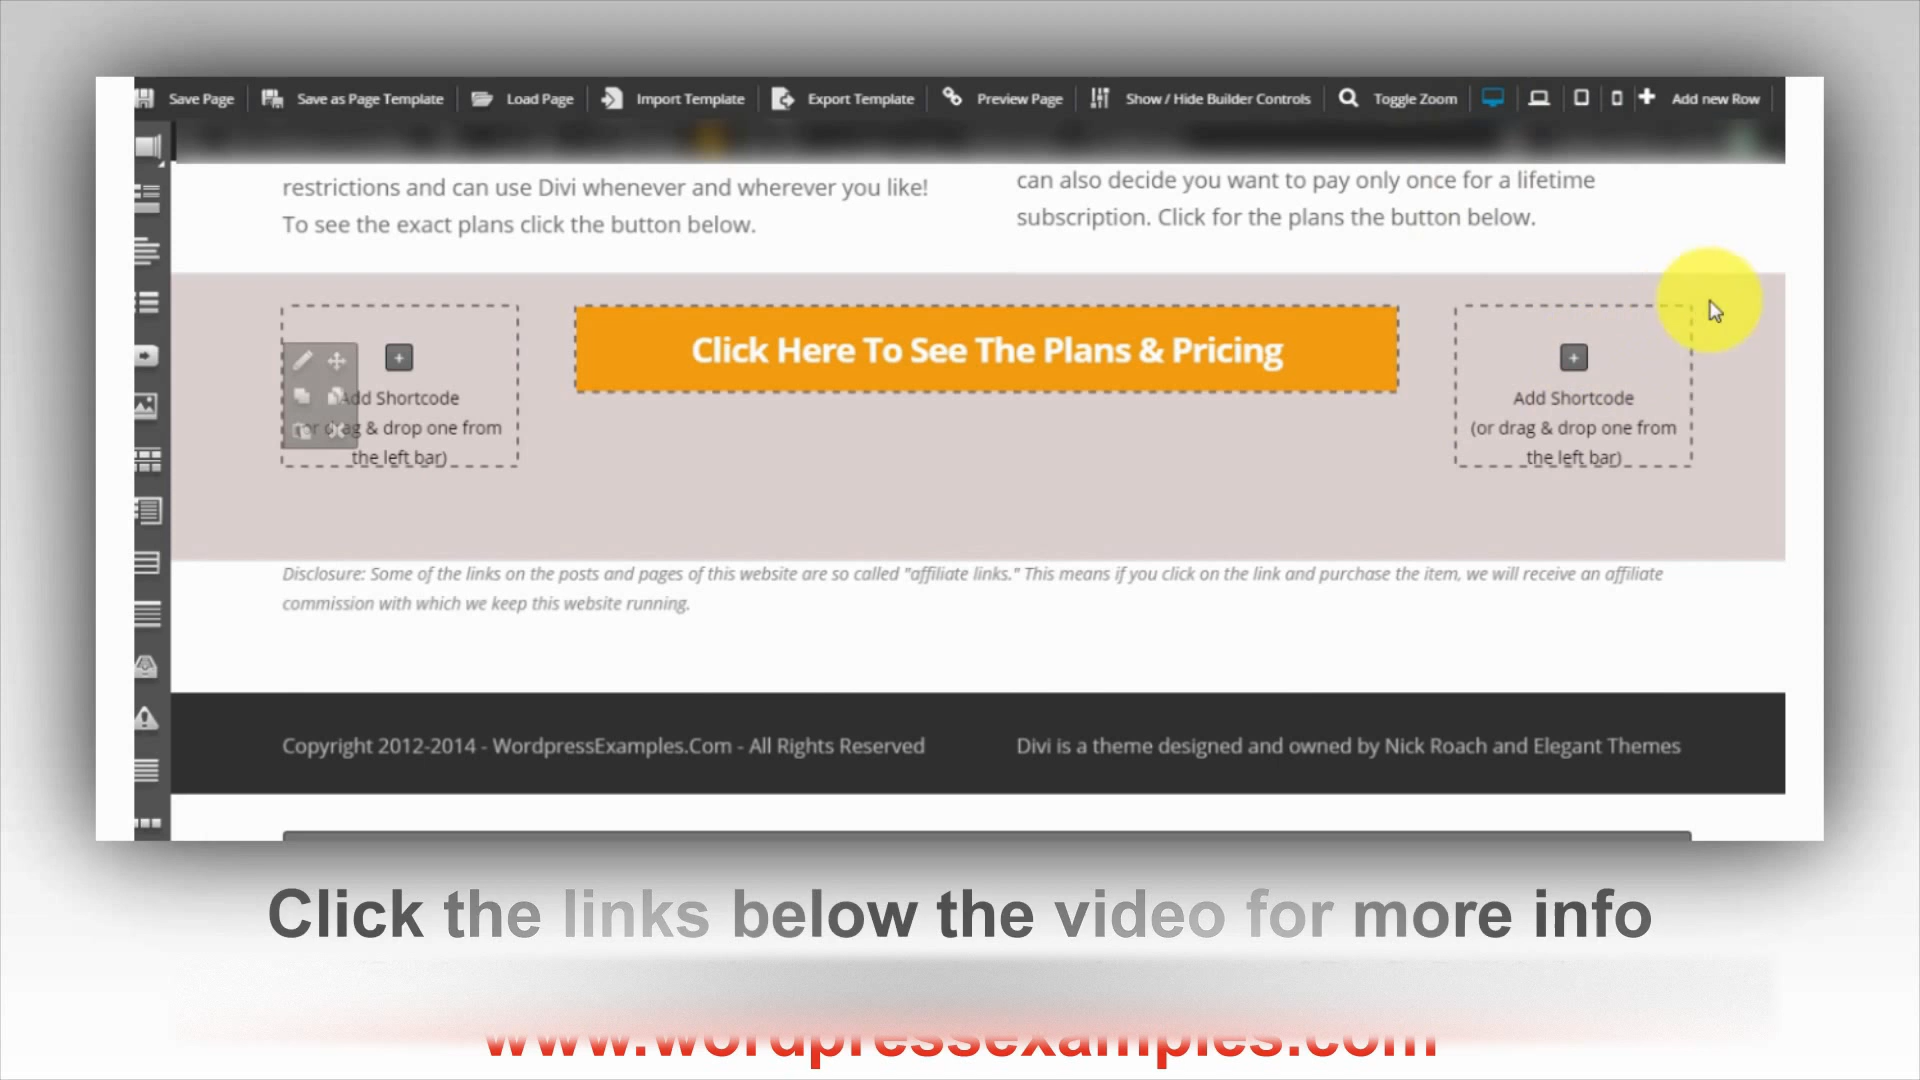 Save Page Save as Page Template Load Page Import Template Export Template Preview Page Show / Hide Builder Controls Toggle Zoom Add new Row
restrictions and can use Divi whenever and wherever you like!
To see the exact plans click the button below.
can also decide you want to pay only once for a lifetime
subscription. Click for the plans the button below.
Add Shortcode
(or drag & drop one from
the left bar)
Click Here To See The Plans & Pricing
Add Shortcode
(or drag & drop one from
the left bar)
Disclosure: Some of the links on the posts and pages of this website are so called "affiliate links." This means if you click on the link and purchase the item, we will receive an affiliate
commission with which we keep this website running.
Copyright 2012-2014 - WordpressExamples.Com - All Rights Reserved
Divi is a theme designed and owned by Nick Roach and Elegant Themes
Click the links below the video for more info
www.wordpressexamples.com